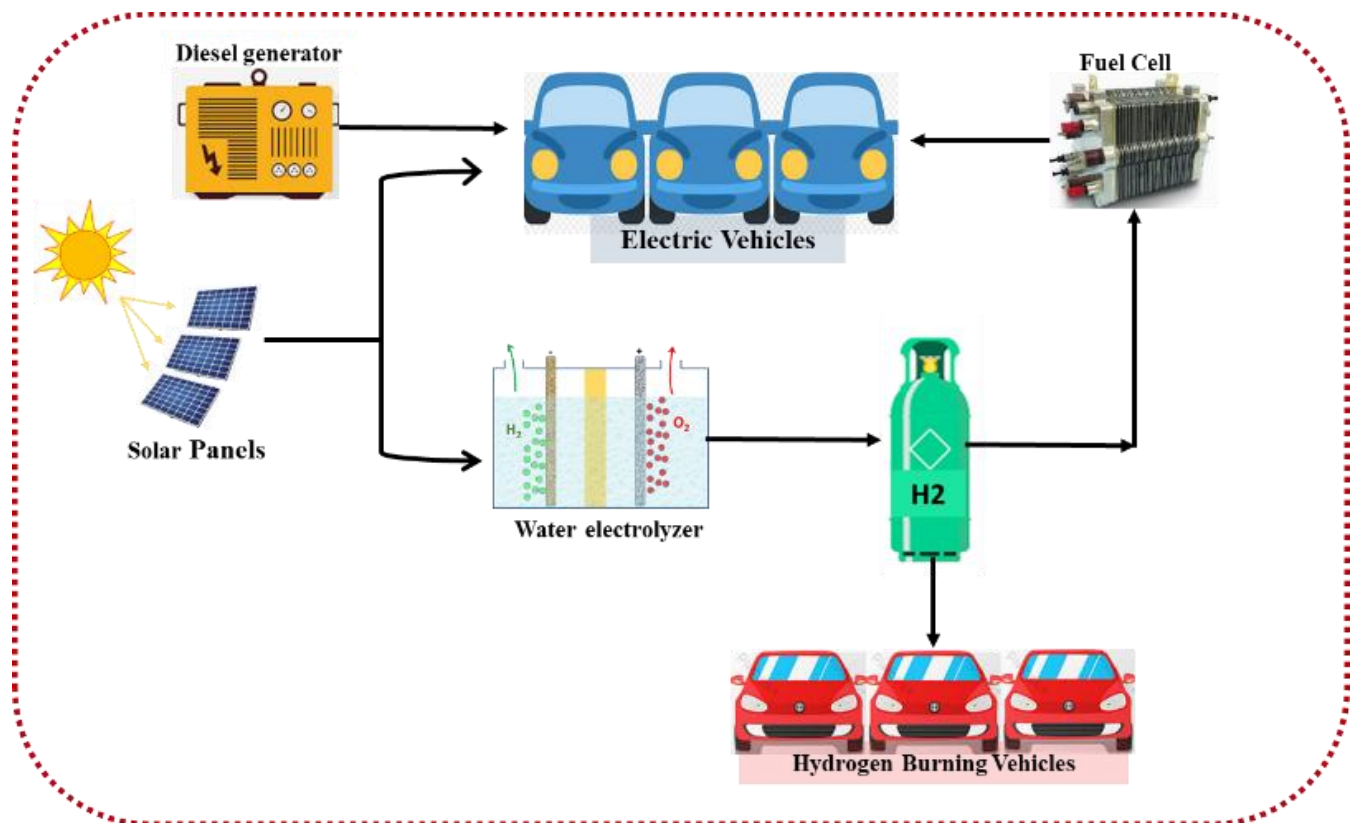 Diesel generator
Fuel Cell
Electric Vehicles
Solar Panels
- +
H₂ O₂
Water electrolyzer
H2
Hydrogen Burning Vehicles